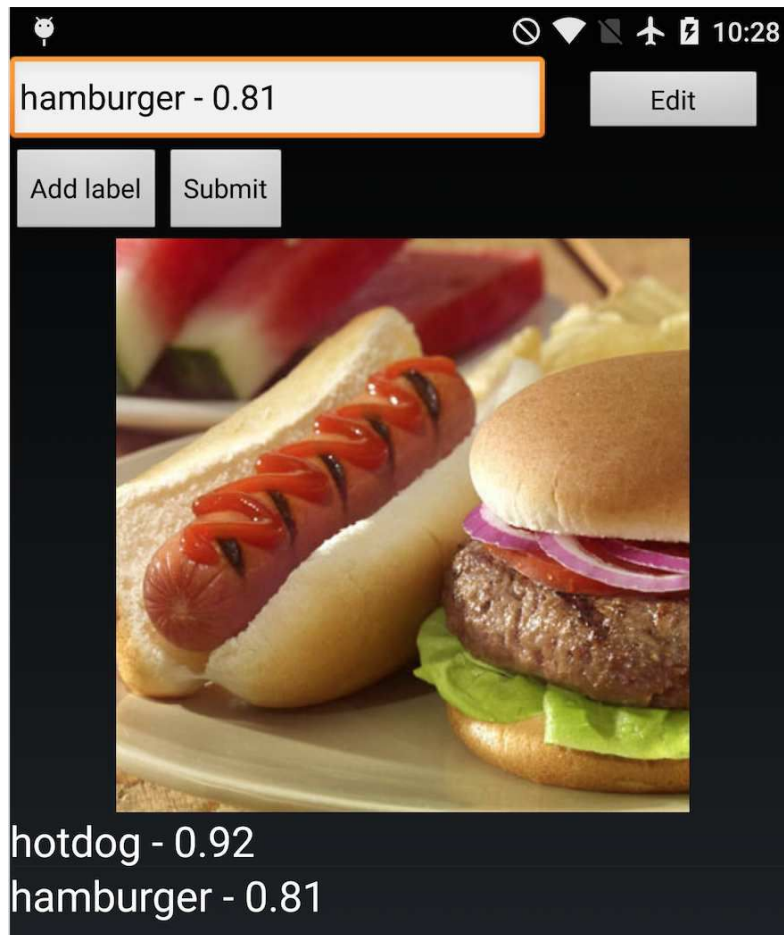 10:28
hamburger - 0.81
Edit
Add label
Submit
hotdog - 0.92
hamburger - 0.81